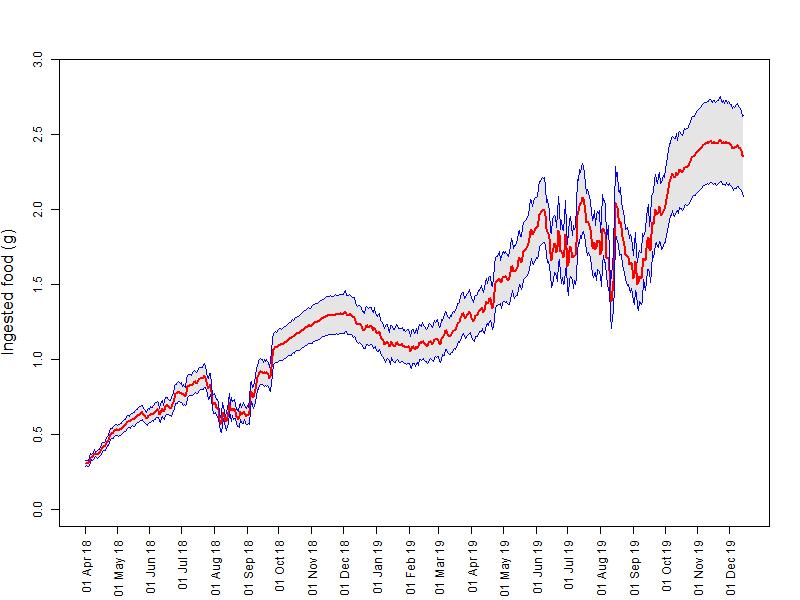 Ingested food (g)
3.0
2.5
2.0
1.5
1.0
0.5
0.0
01 Apr 18
01 May 18
01 Jun 18
01 Jul 18
01 Aug 18
01 Sep 18
01 Oct 18
01 Nov 18
01 Dec 18
01 Jan 19
01 Feb 19
01 Mar 19
01 Apr 19
01 May 19
01 Jun 19
01 Jul 19
01 Aug 19
01 Sep 19
01 Oct 19
01 Nov 19
01 Dec 19